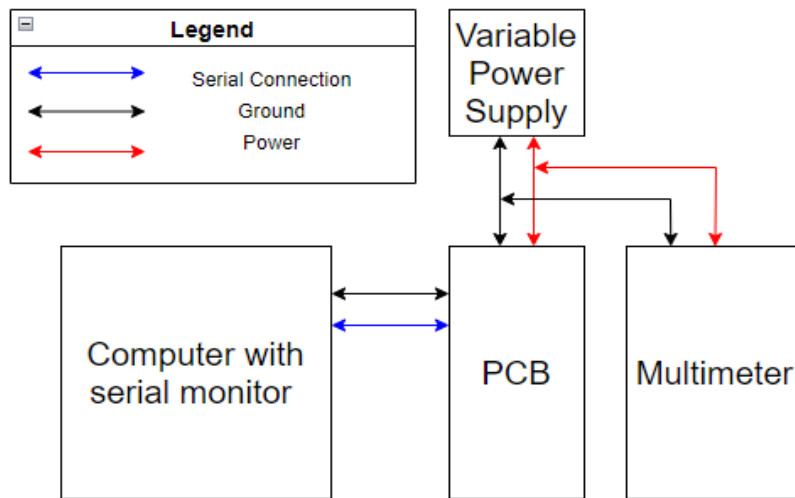 Legend
Serial Connection
Ground
Power
Variable
Power
Supply
Computer with
serial monitor
PCB
Multimeter